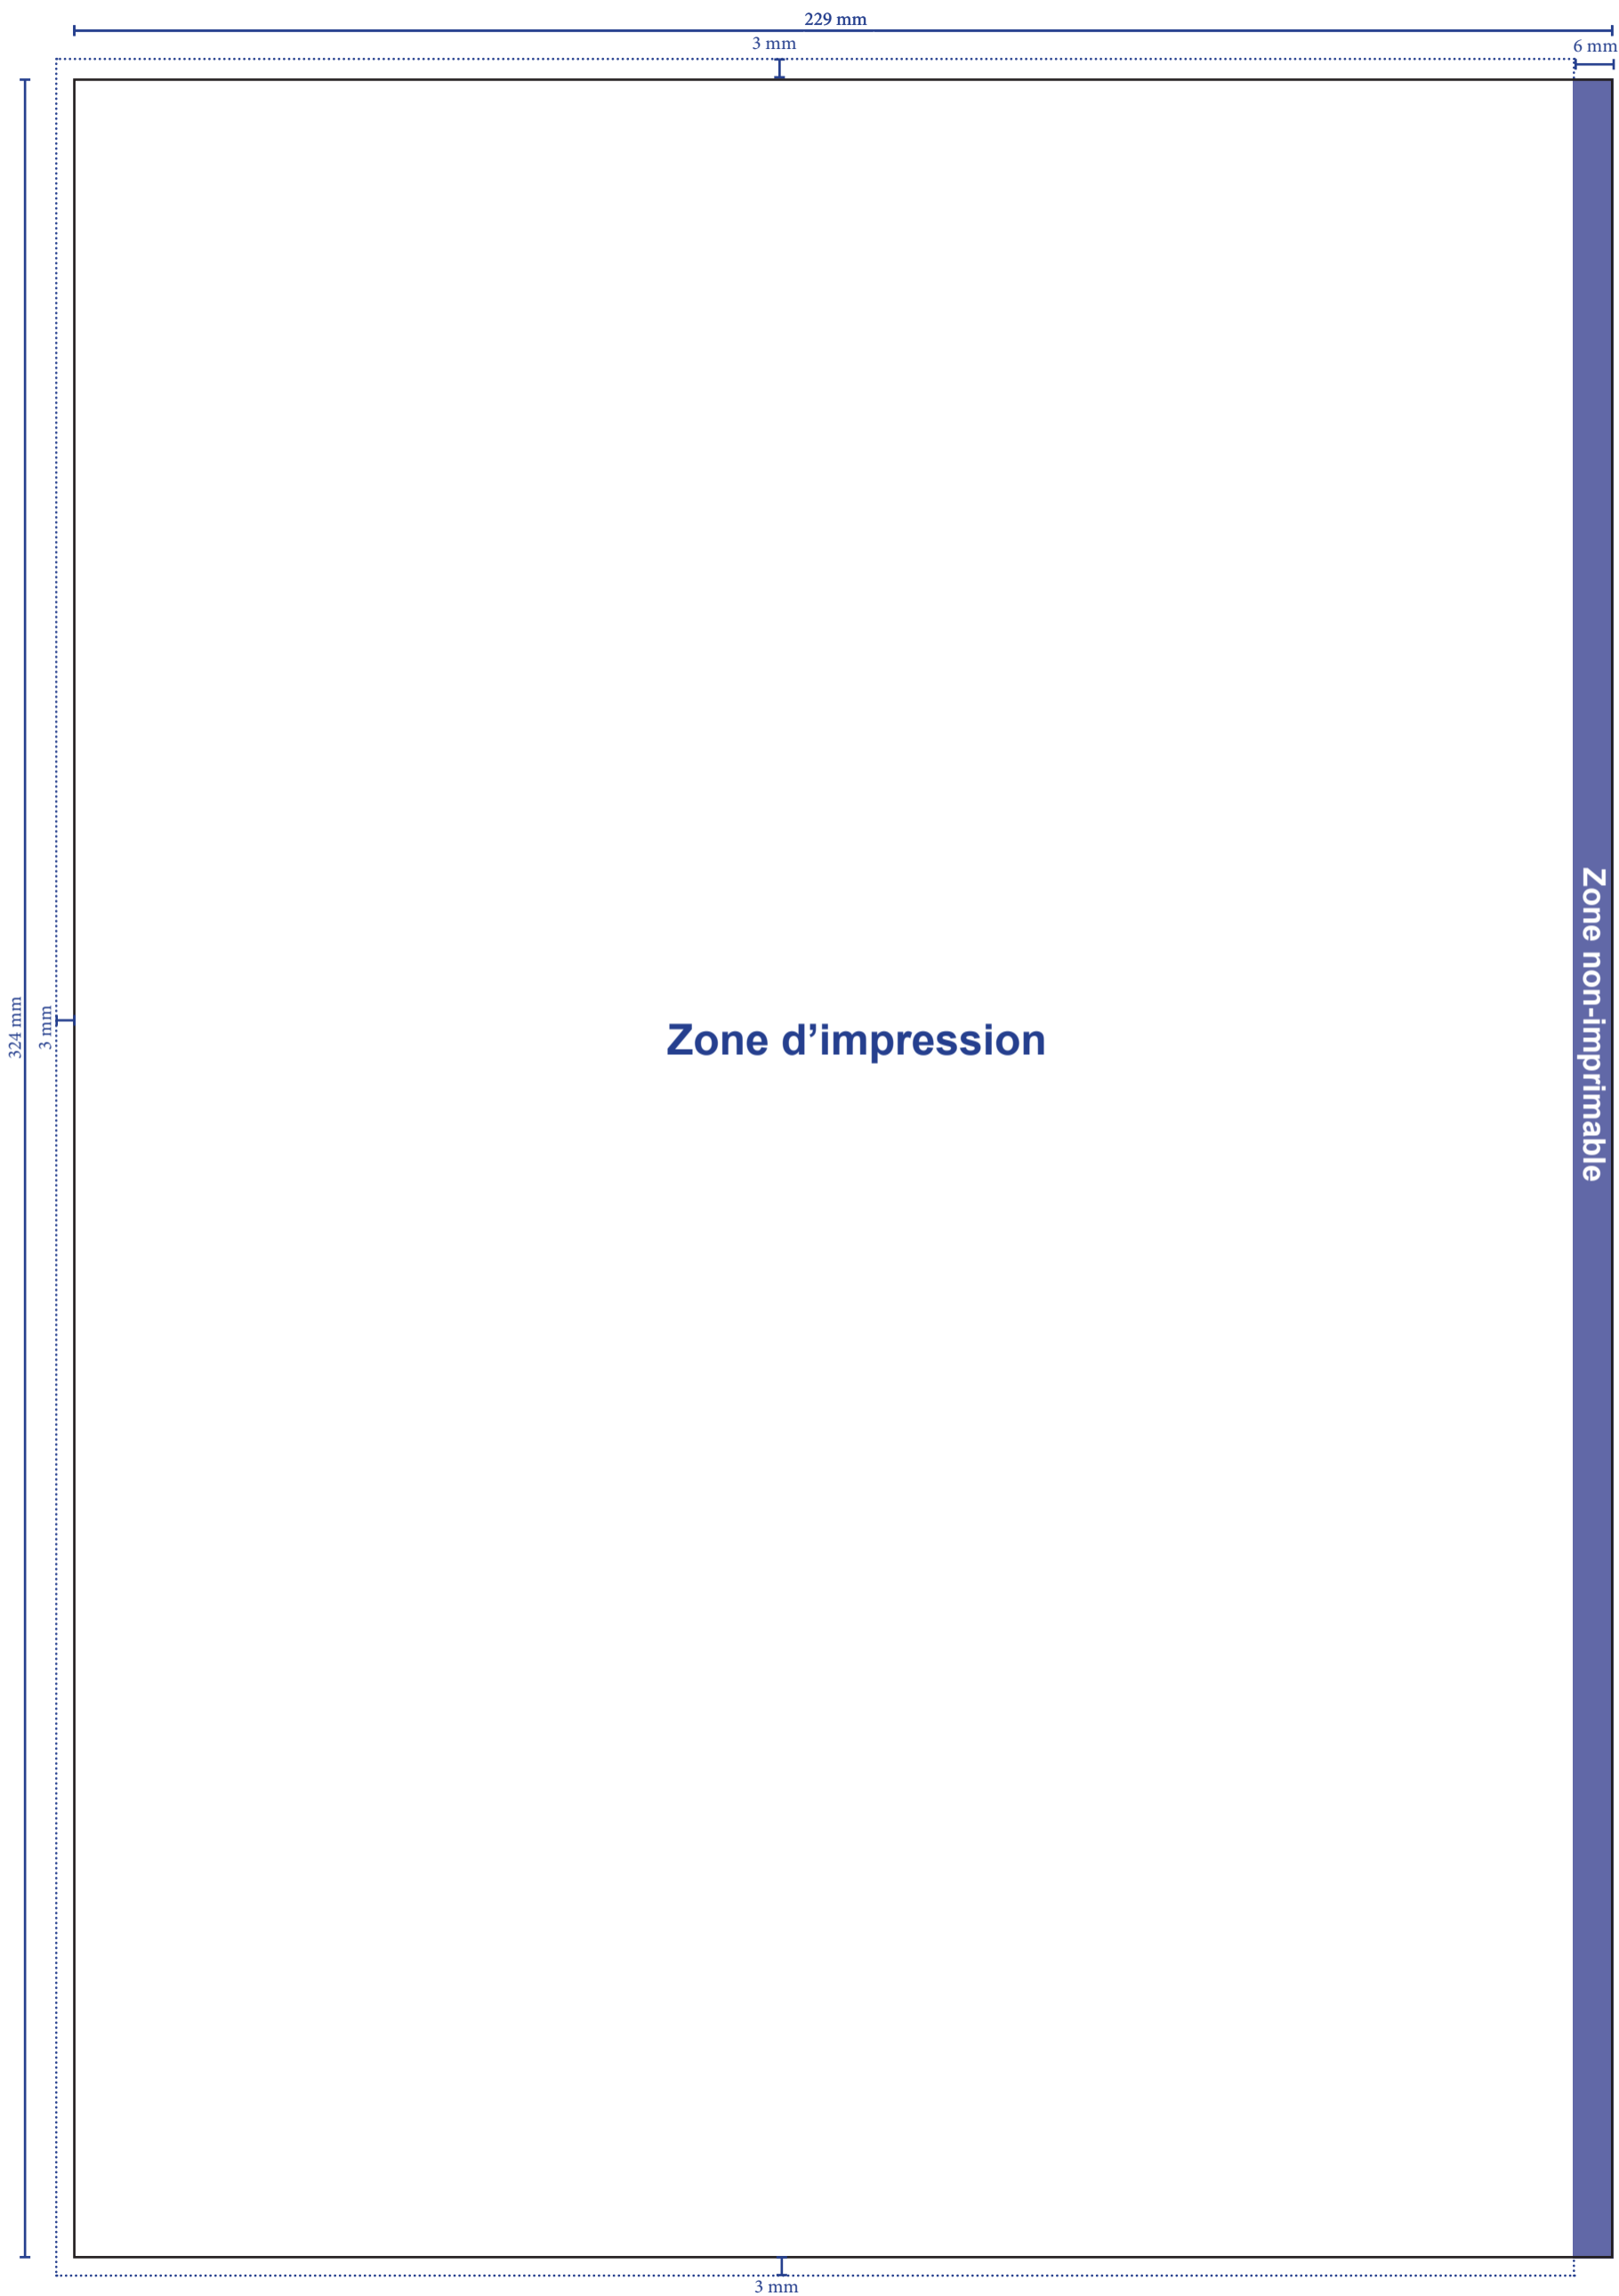 229 mm
3 mm
6 mm
324 mm
3 mm
Zone d’impression
Zone non-imprimable
3 mm